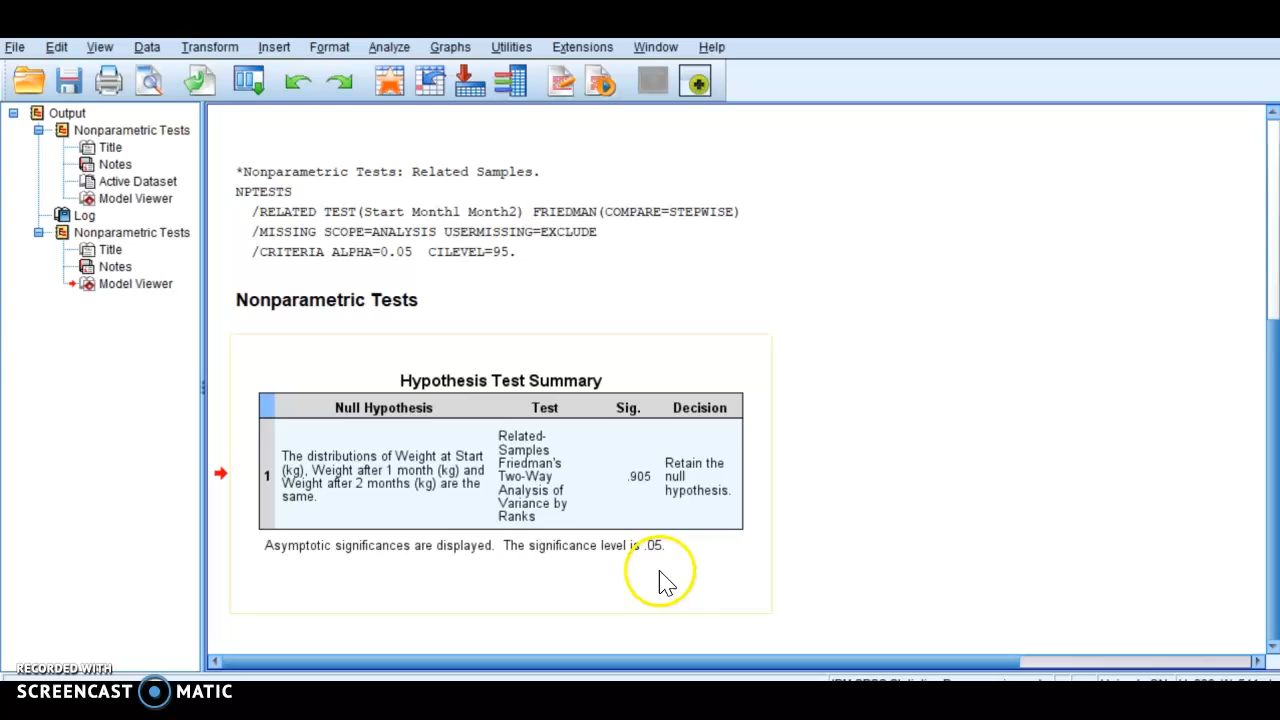 File Edit View Data Transform Insert Format Analyze Graphs Utilities Extensions Window Help
Output
Nonparametric Tests
Title
Notes
Active Dataset
Model Viewer
Log
Nonparametric Tests
Title
Notes
Model Viewer
*Nonparametric Tests: Related Samples.
NPTESTS
/RELATED TEST(Start Month1 Month2) FRIEDMAN(COMPARE=STEPWISE)
/MISSING SCOPE=ANALYSIS USERMISSING=EXCLUDE
/CRITERIA ALPHA=0.05 CILEVEL=95.
Nonparametric Tests
Hypothesis Test Summary
Null Hypothesis Test Sig. Decision
1
The distributions of Weight at Start
(kg), Weight after 1 month (kg) and
Weight after 2 months (kg) are the
same.
Related-
Samples
Friedman's
Two-Way
Analysis of
Variance by
Ranks
.905
Retain the
null
hypothesis.
Asymptotic significances are displayed. The significance level is .05.
RECORDED WITH
SCREENCAST MATIC